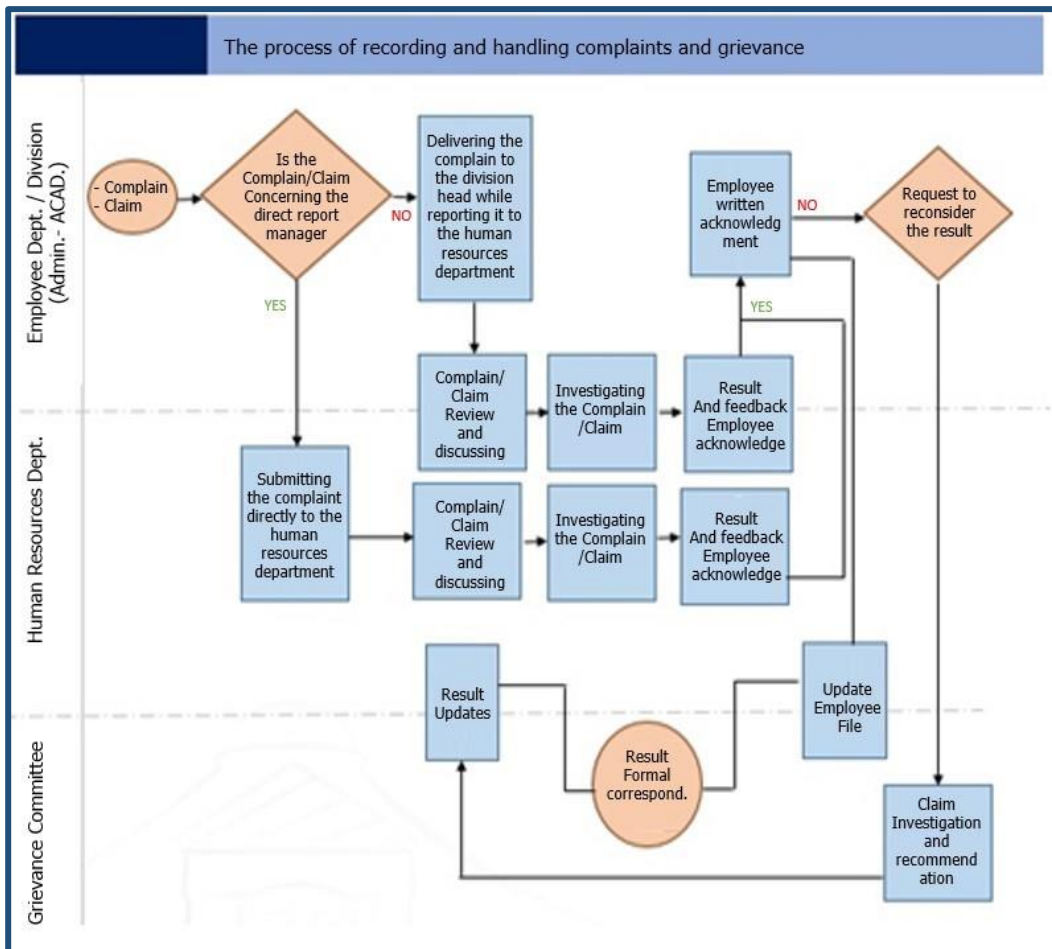 The process of recording and handling complaints and grievance
Employee Dept. / Division
(Admin.- ACAD.)
- Complain
- Claim
Is the
Complain/Claim
Concerning the
direct report
manager
NO
YES
Delivering the
complain to
the division
head while
reporting it to
the human
resources
department
Employee
written
acknowledg
ment
NO
YES
Request to
reconsider
the result
Complain/
Claim
Review
and
discussing
Investigating
the Complain
/Claim
Result
And feedback
Employee
acknowledge
Human Resources Dept.
Submitting
the complaint
directly to the
human
resources
department
Complain/
Claim
Review
and
discussing
Investigating
the Complain
/Claim
Result
And feedback
Employee
acknowledge
Result
Updates
Update
Employee
File
Grievance Committee
Result
Formal
correspond.
Claim
Investigation
and
recommend
ation